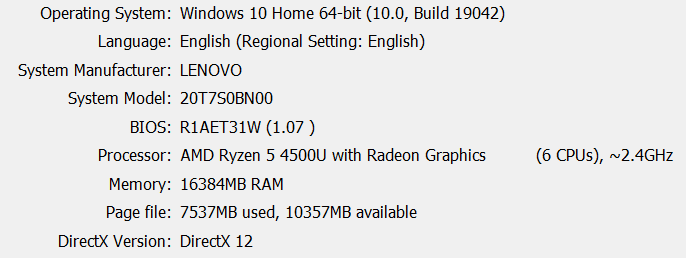 Operating System: Windows 10 Home 64-bit (10.0, Build 19042)
Language: English (Regional Setting: English)
System Manufacturer: LENOVO
System Model: 20T7S0BN00
BIOS: R1AET31W (1.07 )
Processor: AMD Ryzen 5 4500U with Radeon Graphics (6 CPUs), ~2.4GHz
Memory: 16384MB RAM
Page file: 7537MB used, 10357MB available
DirectX Version: DirectX 12